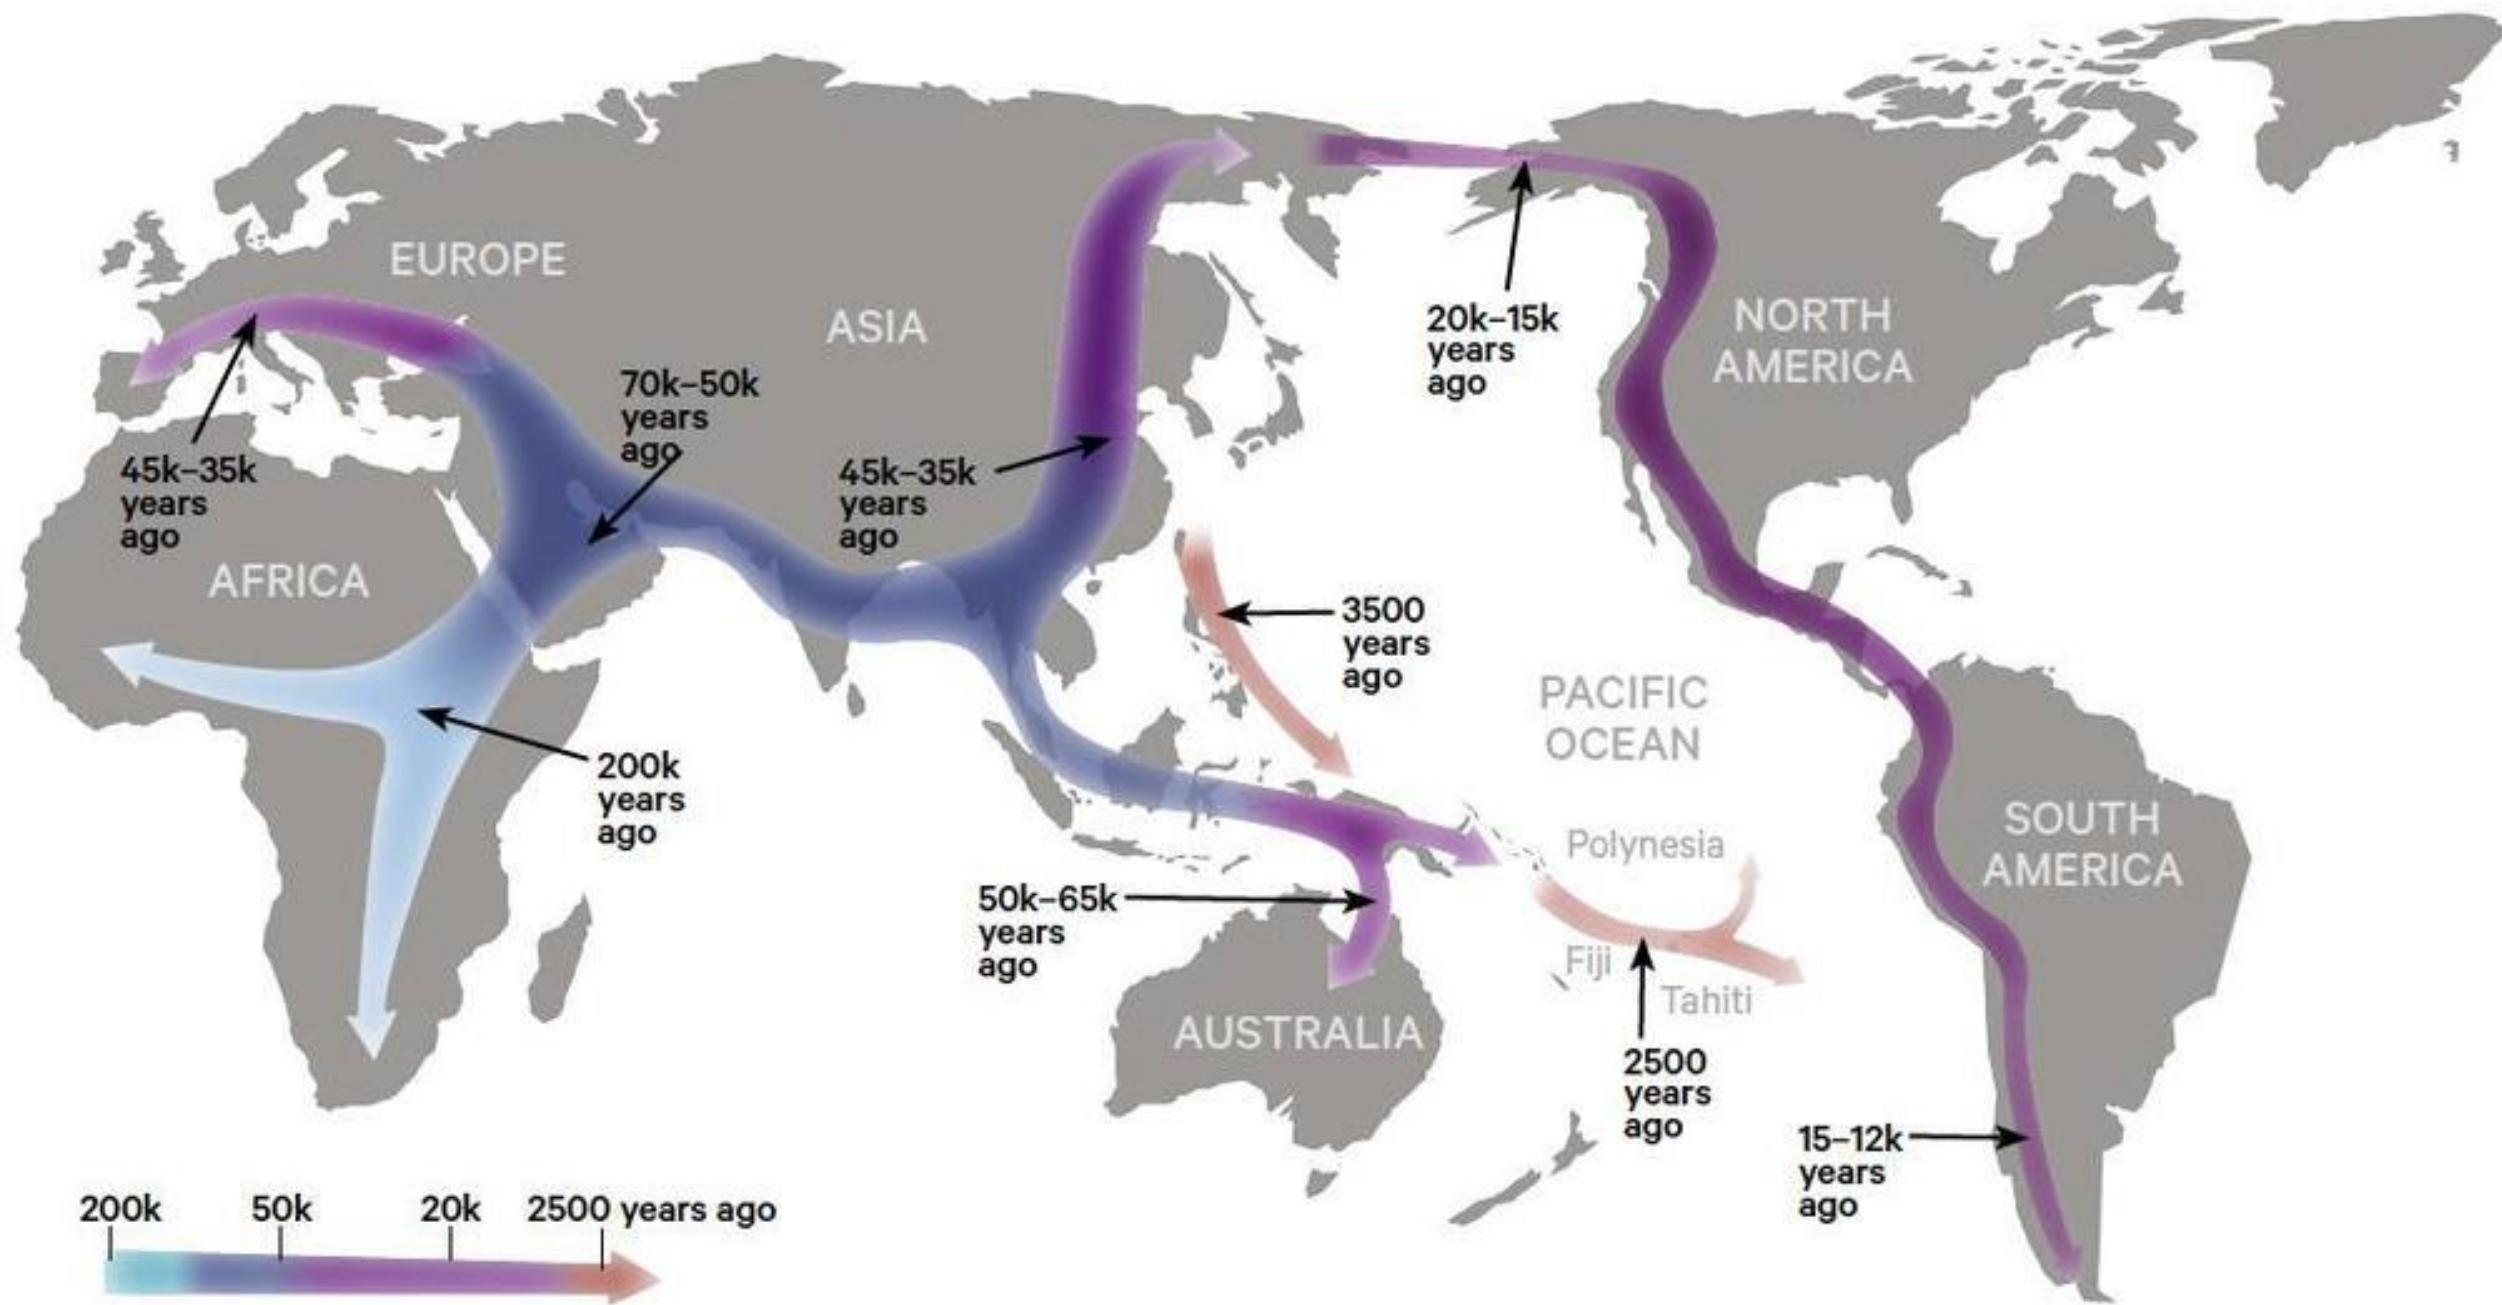 EUROPE
ASIA
NORTH
AMERICA
20k–15k
years
ago
70k–50k
years
ago
45k–35k
years
ago
45k–35k
years
ago
AFRICA
3500
years
ago
PACIFIC
OCEAN
200k
years
ago
Polynesia
SOUTH
AMERICA
50k–65k
years
ago
Fiji
Tahiti
AUSTRALIA
2500
years
ago
15–12k
years
ago
200k 50k 20k 2500 years ago